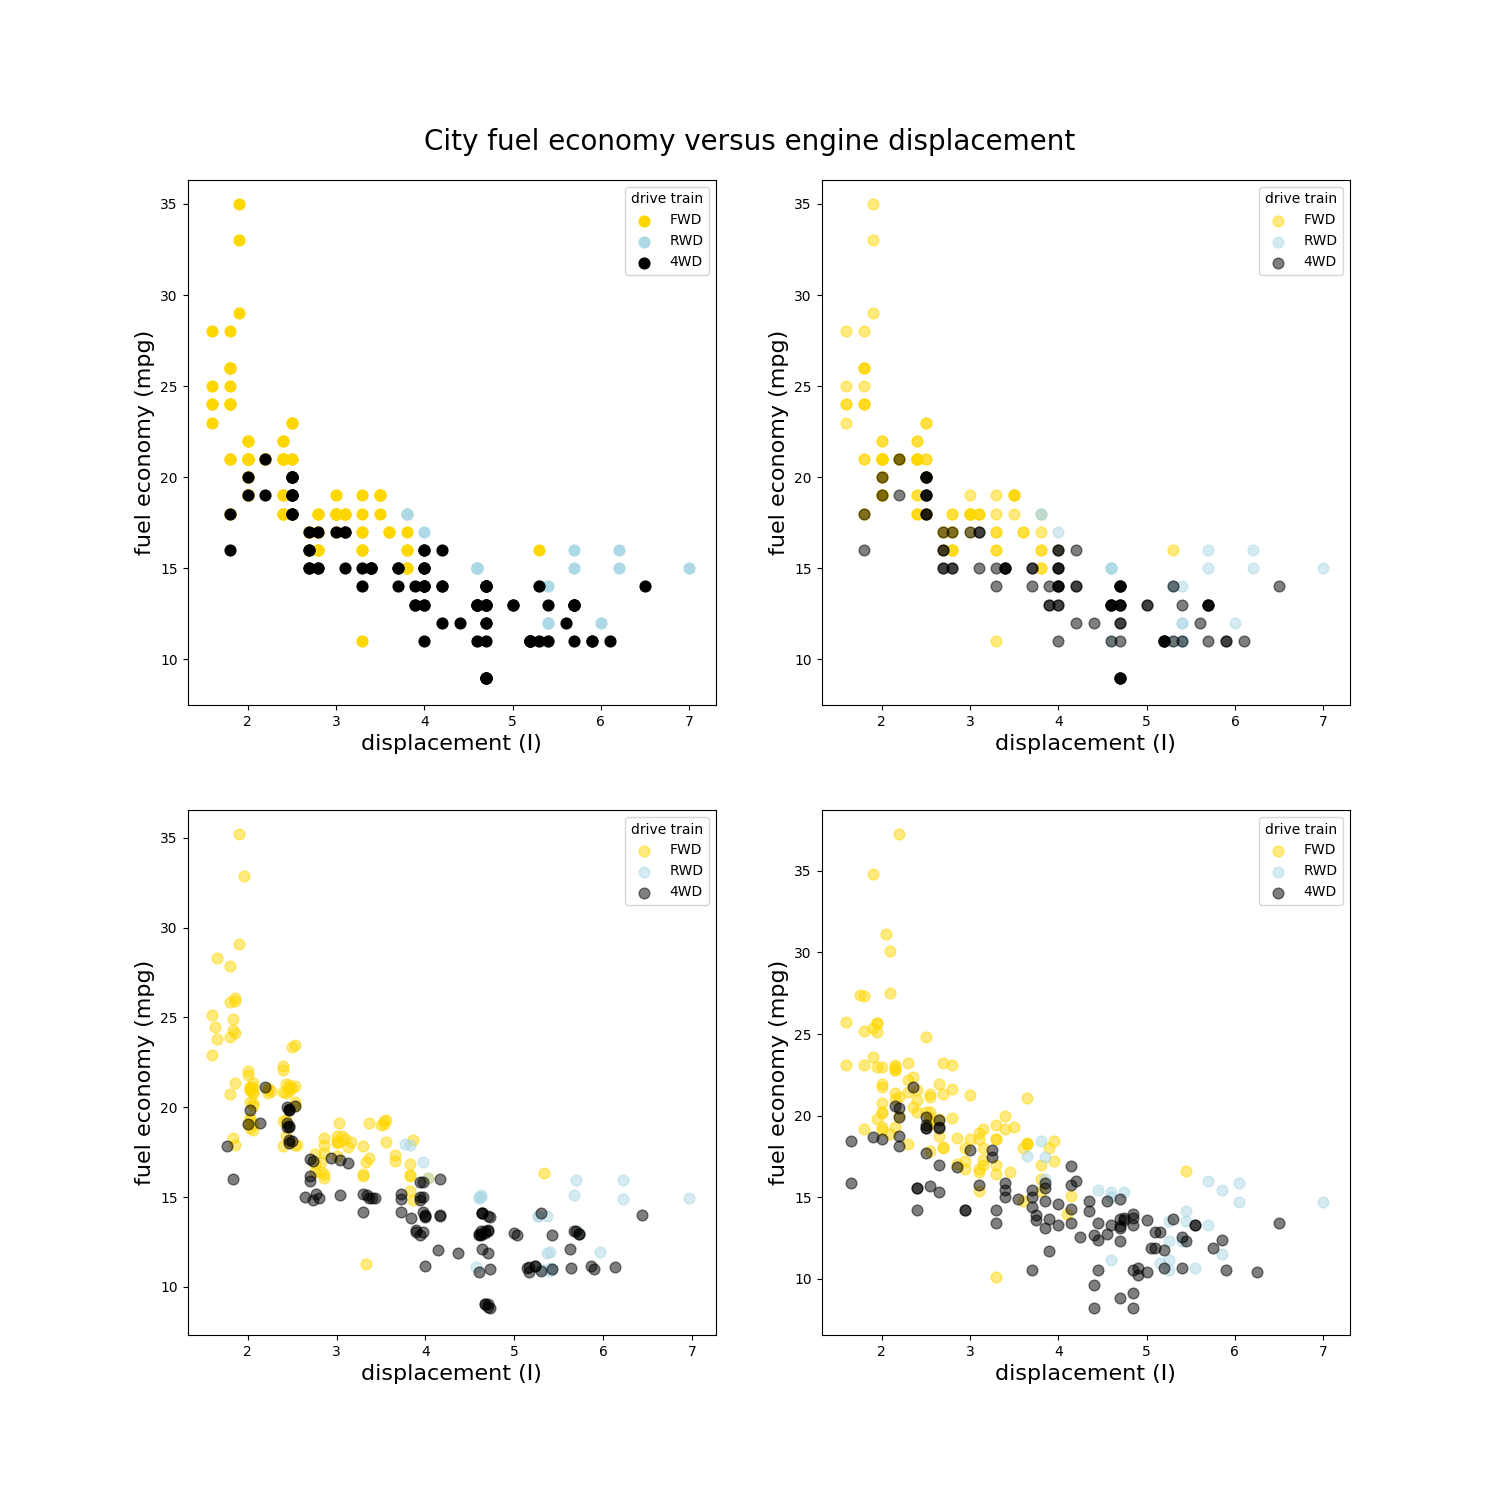 City fuel economy versus engine displacement
fuel economy (mpg)
35
30
25
20
15
10
drive train
FWD
RWD
4WD
2 3 4 5 6 7
displacement (l)
fuel economy (mpg)
35
30
25
20
15
10
drive train
FWD
RWD
4WD
2 3 4 5 6 7
displacement (l)
fuel economy (mpg)
35
30
25
20
15
10
drive train
FWD
RWD
4WD
2 3 4 5 6 7
displacement (l)
fuel economy (mpg)
35
30
25
20
15
10
drive train
FWD
RWD
4WD
2 3 4 5 6 7
displacement (l)